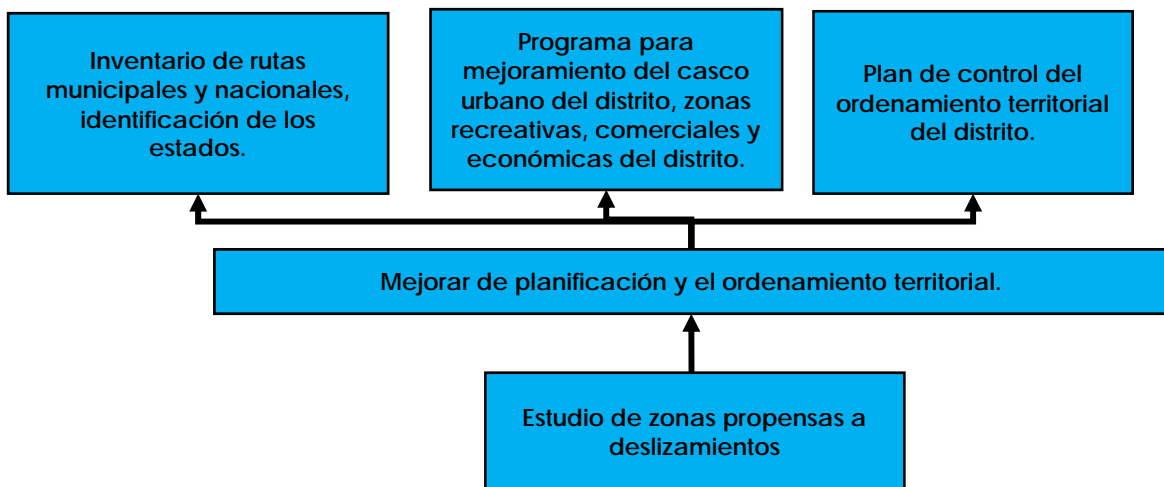 Inventario de rutas
municipales y nacionales,
identificación de los
estados.
Programa para
mejoramiento del casco
urbano del distrito, zonas
recreativas, comerciales y
económicas del distrito.
Plan de control del
ordenamiento territorial
del distrito.
Mejorar de planificación y el ordenamiento territorial.
Estudio de zonas propensas a
deslizamientos